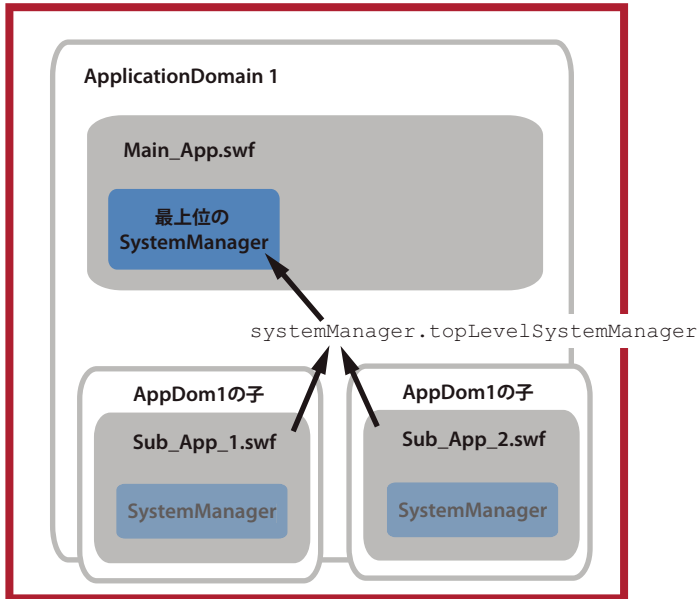 ApplicationDomain 1
Main_App.swf
最上位の
SystemManager
systemManager.topLevelSystemManager
AppDom1の子
Sub_App_1.swf
SystemManager
AppDom1の子
Sub_App_2.swf
SystemManager